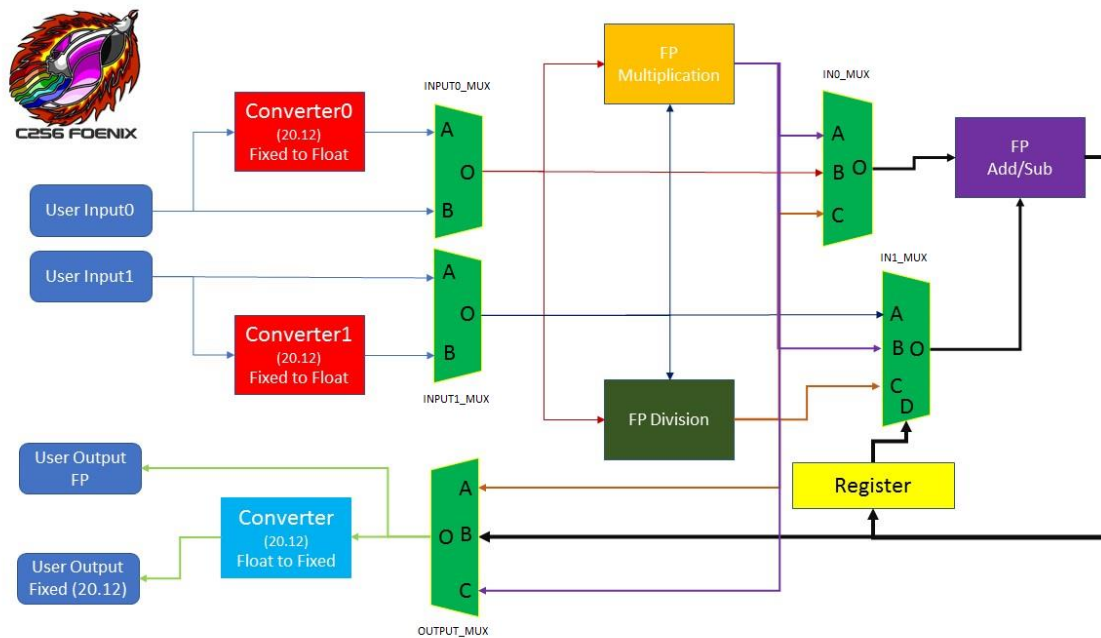 C256 FOENIX
FP
Multiplication
INPUT0_MUX
IN0_MUX
Converter0
(20.12)
Fixed to Float
A
O
B
A
B
O
C
FP
Add/Sub
User Input0
User Input1
IN1_MUX
A
O
B
Converter1
(20.12)
Fixed to Float
INPUT1_MUX
A
B
O
C
D
FP Division
User Output
FP
Converter
(20.12)
Float to Fixed
User Output
Fixed (20.12)
A
O
B
C
OUTPUT_MUX
Register